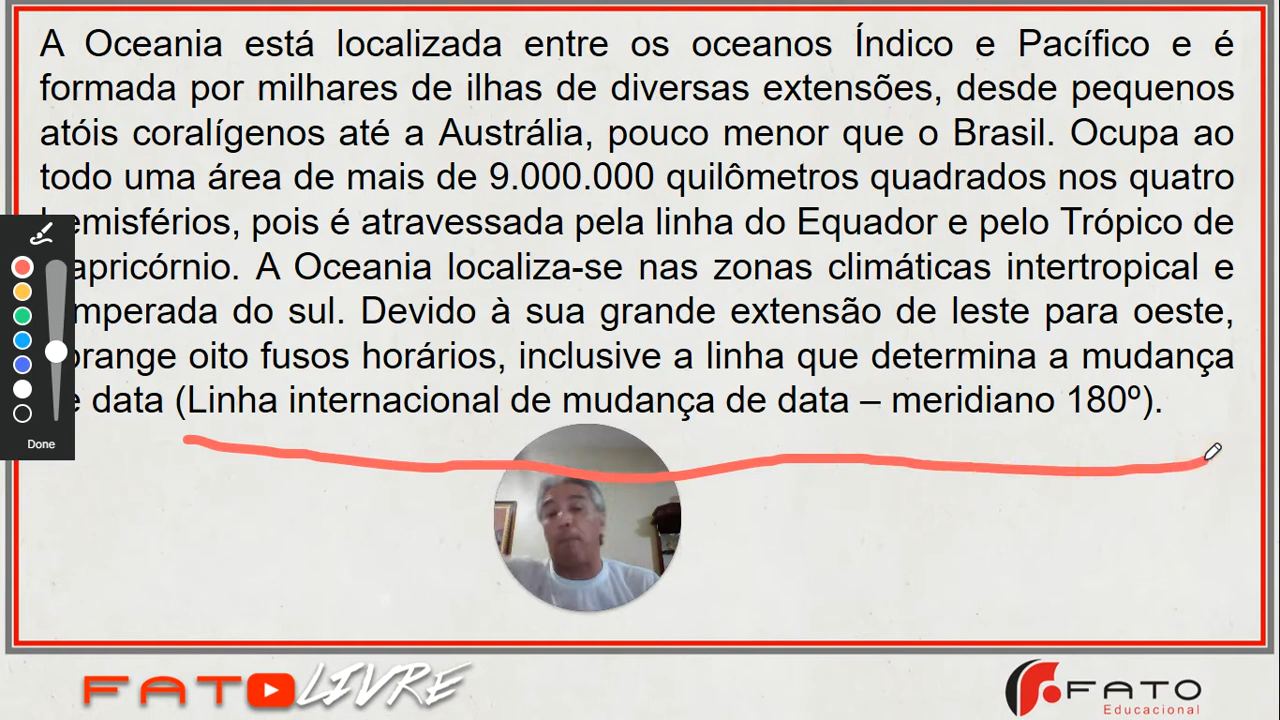 A Oceania está localizada entre os oceanos Índico e Pacífico e é
formada por milhares de ilhas de diversas extensões, desde pequenos
atóis coralígenos até a Austrália, pouco menor que o Brasil. Ocupa ao
todo uma área de mais de 9.000.000 quilômetros quadrados nos quatro
emisférios, pois é atravessada pela linha do Equador e pelo Trópico de
apricórnio. A Oceania localiza-se nas zonas climáticas intertropical e
mperada do sul. Devido à sua grande extensão de leste para oeste,
range oito fusos horários, inclusive a linha que determina a mudança
e data (Linha internacional de mudança de data – meridiano 180º).
Done
FATO LIVRE
FATO
Educacional